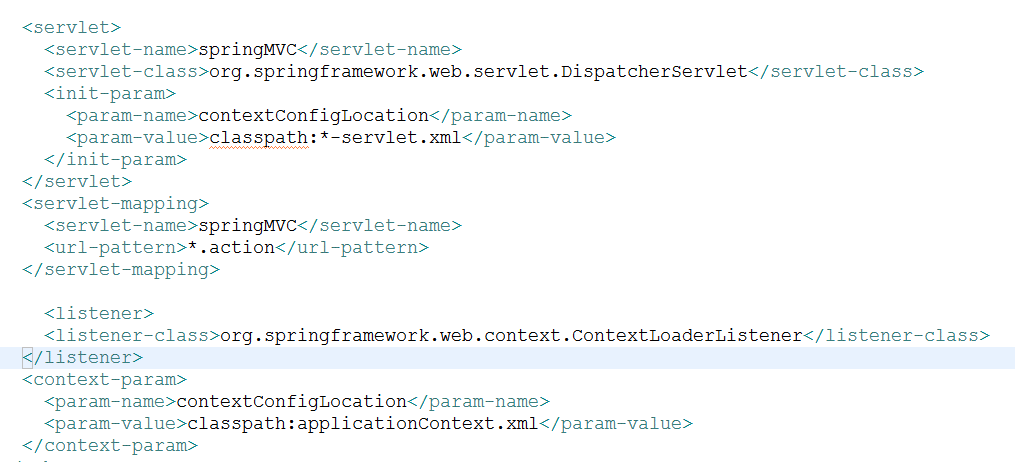 <servlet>
<servlet-name>springMVC</servlet-name>
<servlet-class>org.springframework.web.servlet.DispatcherServlet</servlet-class>
<init-param>
<param-name>contextConfigLocation</param-name>
<param-value>classpath:*-servlet.xml</param-value>
</init-param>
</servlet>
<servlet-mapping>
<servlet-name>springMVC</servlet-name>
<url-pattern>*.action</url-pattern>
</servlet-mapping>
<listener>
<listener-class>org.springframework.web.context.ContextLoaderListener</listener-class>
</listener>
<context-param>
<param-name>contextConfigLocation</param-name>
<param-value>classpath:applicationContext.xml</param-value>
</context-param>